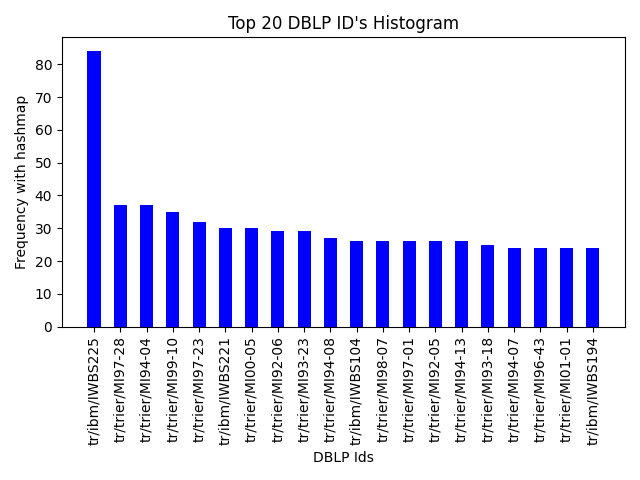 Top 20 DBLP ID's Histogram
Frequency with hashmap
80
70
60
50
40
30
20
10
0
tr/ibm/IWBS225
tr/trier/MI97-28
tr/trier/MI94-04
tr/trier/MI99-10
tr/trier/MI97-23
tr/ibm/IWBS221
tr/trier/MI00-05
tr/trier/MI92-06
tr/trier/MI93-23
tr/trier/MI94-08
tr/ibm/IWBS104
tr/trier/MI98-07
tr/trier/MI97-01
tr/trier/MI92-05
tr/trier/MI94-13
tr/trier/MI93-18
tr/trier/MI94-07
tr/trier/MI96-43
tr/trier/MI01-01
tr/ibm/IWBS194
DBLP Ids